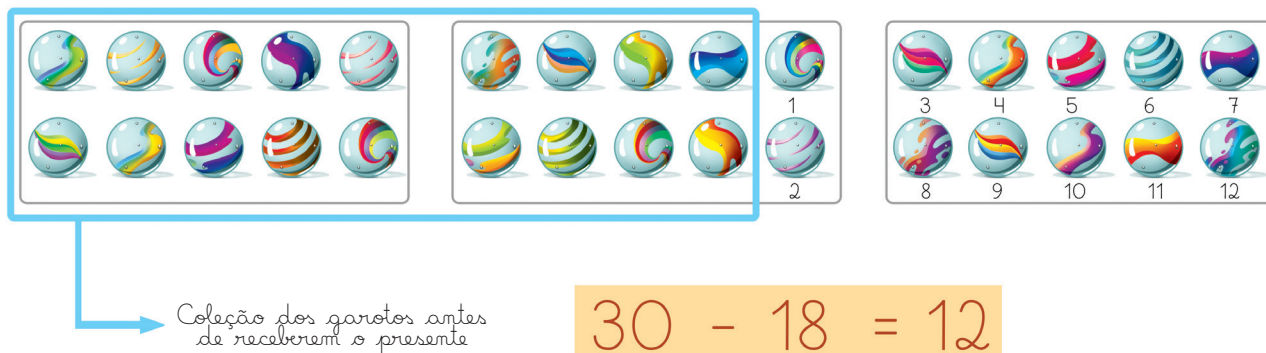 1
3 4 5 6 7
2
8 9 10 11 12
Coleção dos garotos antes
de receberem o presente
30 - 18 = 12